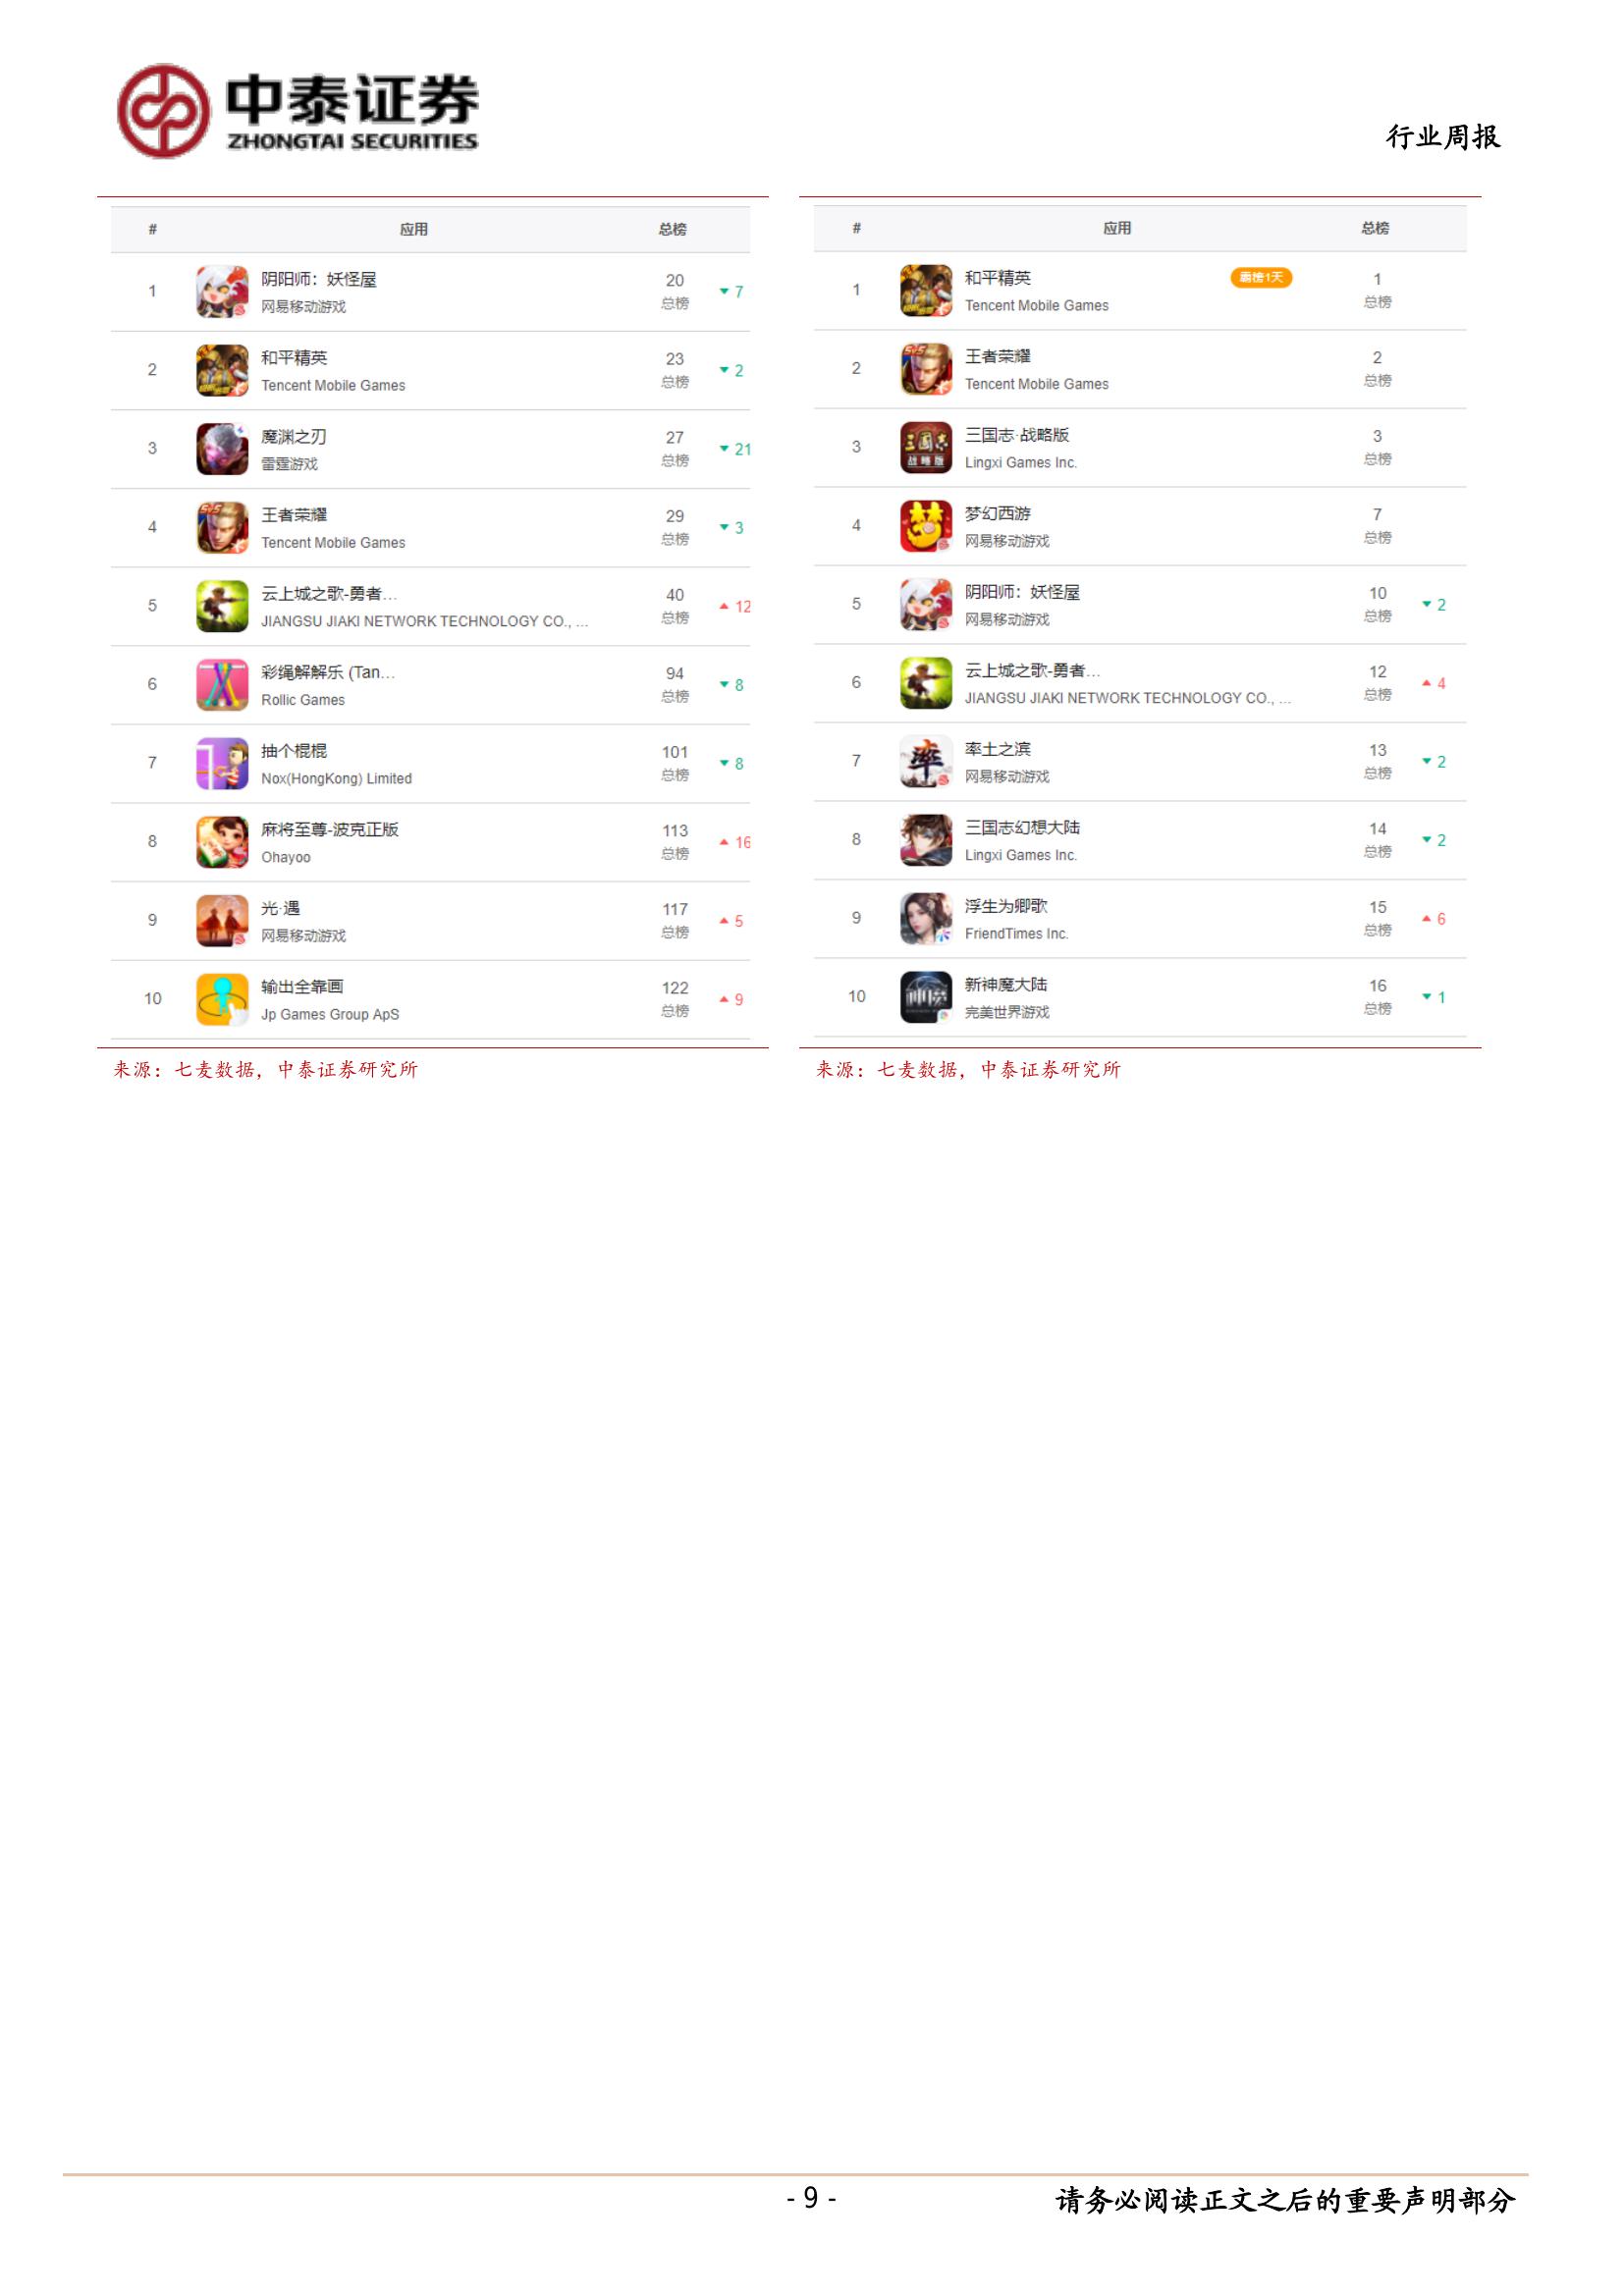 中泰证券
ZHONGTAI SECURITIES
行业周报
# 应用 总榜
1 阴阳师：妖怪屋 20 ▼ 7
网易移动游戏 总榜
2 和平精英 23 ▼ 2
Tencent Mobile Games 总榜
3 魔渊之刃 27 ▼ 21
雷霆游戏 总榜
4 王者荣耀 29 ▼ 3
Tencent Mobile Games 总榜
5 云上城之歌-勇者... 40 ▲ 12
JIANGSU JIAKI NETWORK TECHNOLOGY CO., ... 总榜
6 彩绳解解乐 (Tan... 94 ▼ 8
Rollic Games 总榜
7 抽个棍棍 101 ▼ 8
Nox(HongKong) Limited 总榜
8 麻将至尊-波克正版 113 ▲ 16
Ohayoo 总榜
9 光·遇 117 ▲ 5
网易移动游戏 总榜
10 输出全靠画 122 ▲ 9
Jp Games Group ApS 总榜
来源：七麦数据，中泰证券研究所
# 应用 总榜
1 和平精英 霸榜1天 1
Tencent Mobile Games 总榜
2 王者荣耀 2
Tencent Mobile Games 总榜
3 三国志·战略版 3
Lingxi Games Inc. 总榜
4 梦幻西游 7
网易移动游戏 总榜
5 阴阳师：妖怪屋 10 ▼ 2
网易移动游戏 总榜
6 云上城之歌-勇者... 12 ▲ 4
JIANGSU JIAKI NETWORK TECHNOLOGY CO., ... 总榜
7 率土之滨 13 ▼ 2
网易移动游戏 总榜
8 三国志幻想大陆 14 ▼ 2
Lingxi Games Inc. 总榜
9 浮生为卿歌 15 ▲ 6
FriendTimes Inc. 总榜
10 新神魔大陆 16 ▼ 1
完美世界游戏 总榜
来源：七麦数据，中泰证券研究所
- 9 -
请务必阅读正文之后的重要声明部分